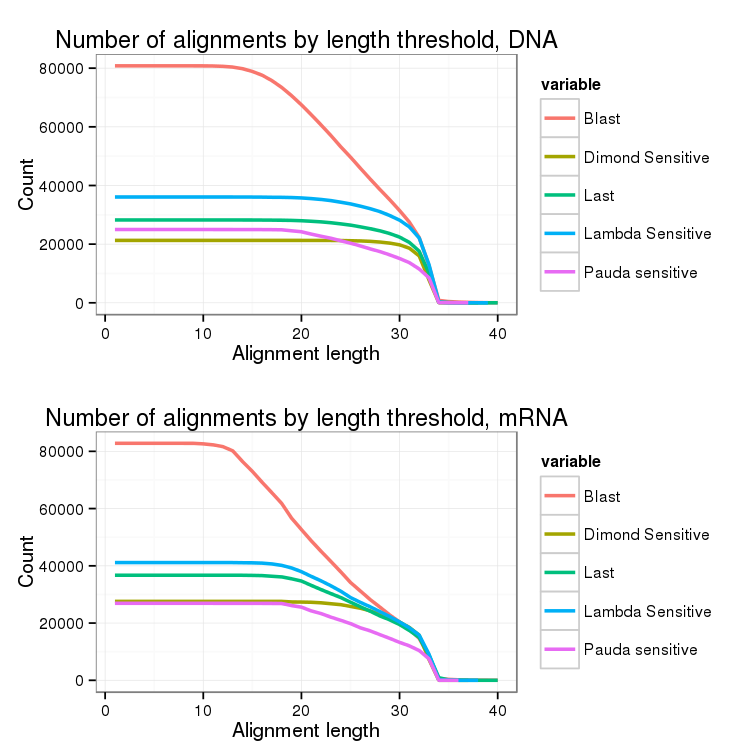 Number of alignments by length threshold, DNA
80000
60000
40000
20000
0
Count
0 10 20 30 40
Alignment length
variable
Blast
Dimond Sensitive
Last
Lambda Sensitive
Pauda sensitive
Number of alignments by length threshold, mRNA
80000
60000
40000
20000
0
Count
0 10 20 30 40
Alignment length
variable
Blast
Dimond Sensitive
Last
Lambda Sensitive
Pauda sensitive